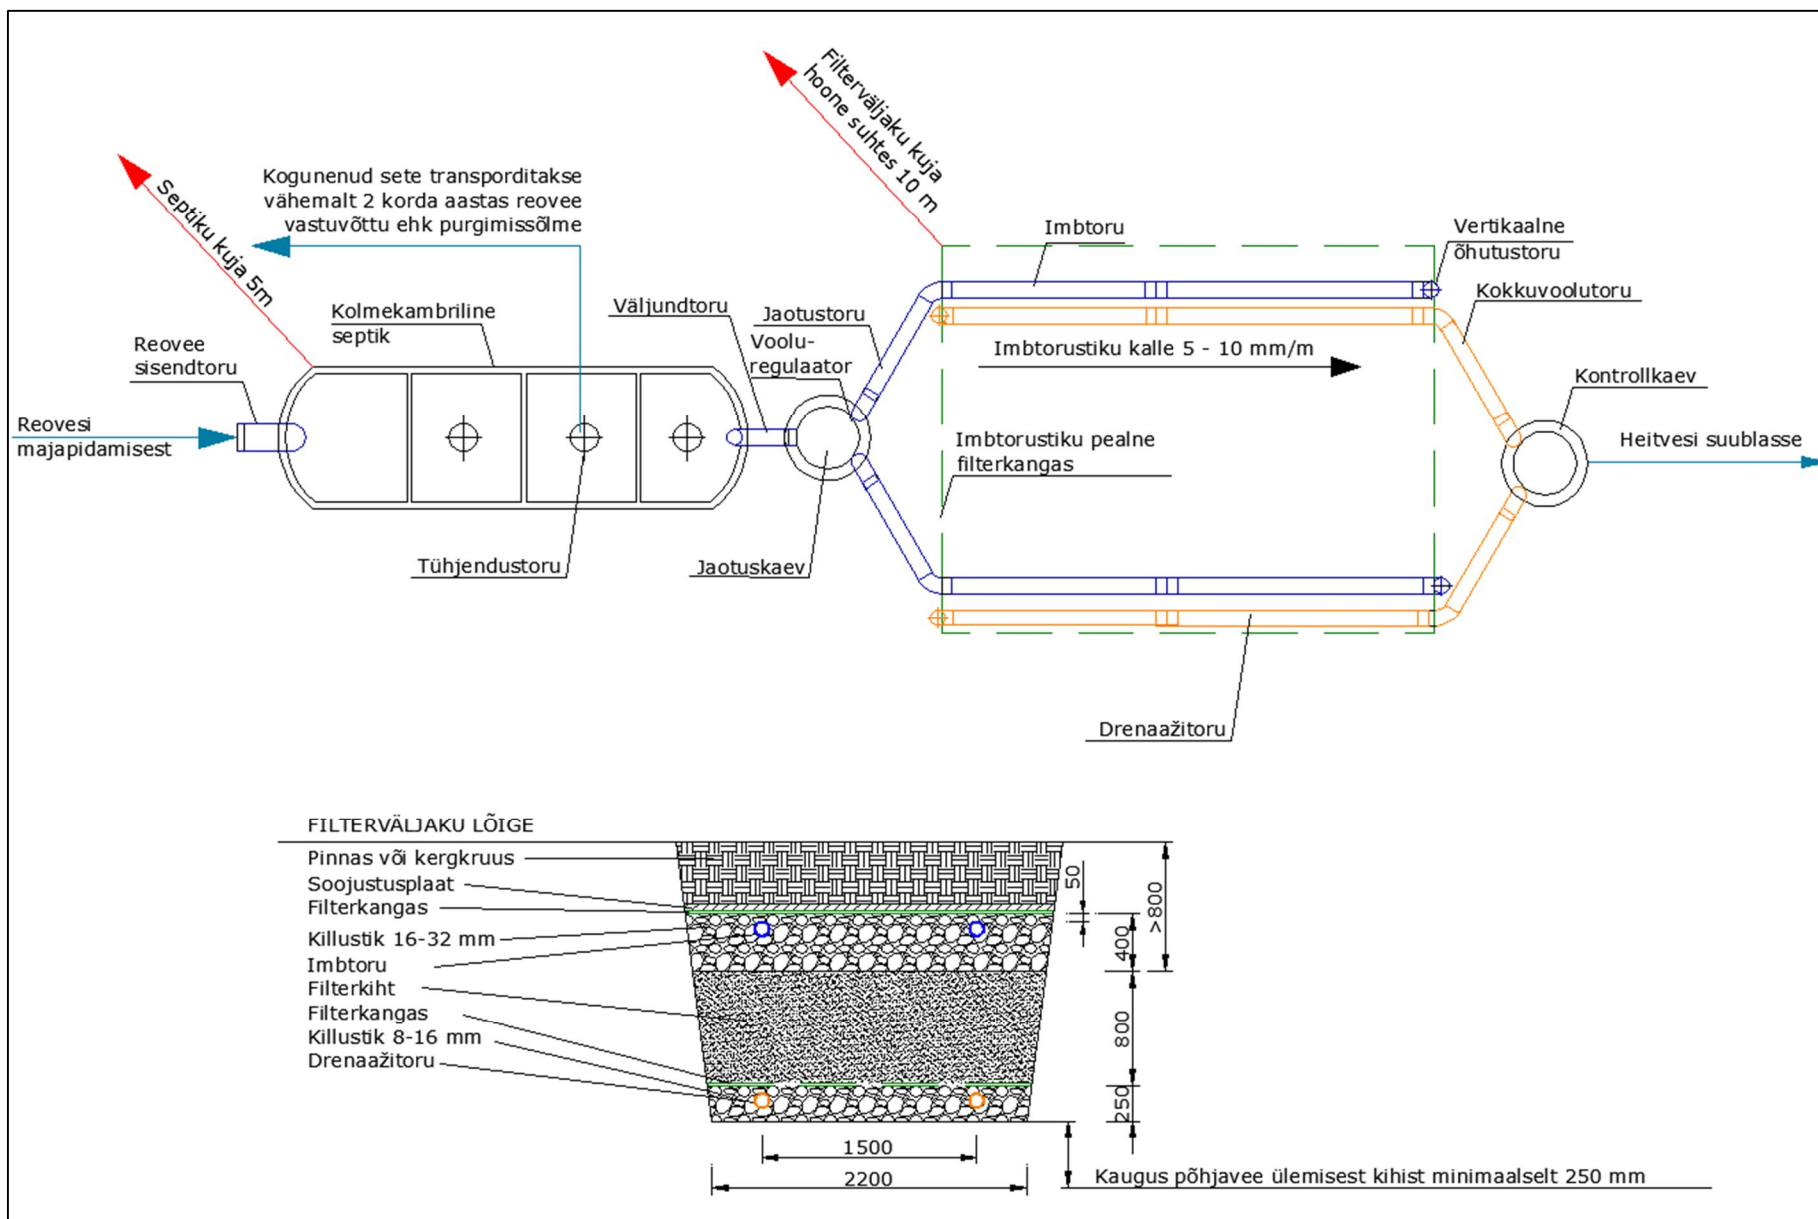 Filterväljaku kuja
hoone suhtes 10 m
Septiku kuja 5m
Kogunenud sete transporditakse
vähemalt 2 korda aastas reovee
vastuvõttu ehk purgimissõlme
Imbtoru
Vertikaalne
õhutustoru
Kokkuvoolutoru
Kolmekambriline
septik
Väljundtoru
Jaotustoru
Voolu-
regulaator
Reovee
sisendtoru
Imbtorustiku kalle 5 - 10 mm/m
Kontrollkaev
Reovesi
majapidamisest
Imbtorustiku pealne
filterkangas
Heitvesi suublasse
Tühjendustoru
Jaotuskaev
Drenaažitoru
FILTERVÄLJAKU LÕIGE
Pinnas või kergkruus
Soojustusplaat
Filterkangas
Killustik 16-32 mm
Imbtoru
Filterkiht
Filterkangas
Killustik 8-16 mm
Drenaažitoru
50
>800
400
800
250
1500
2200
Kaugus põhjavee ülemisest kihist minimaalselt 250 mm